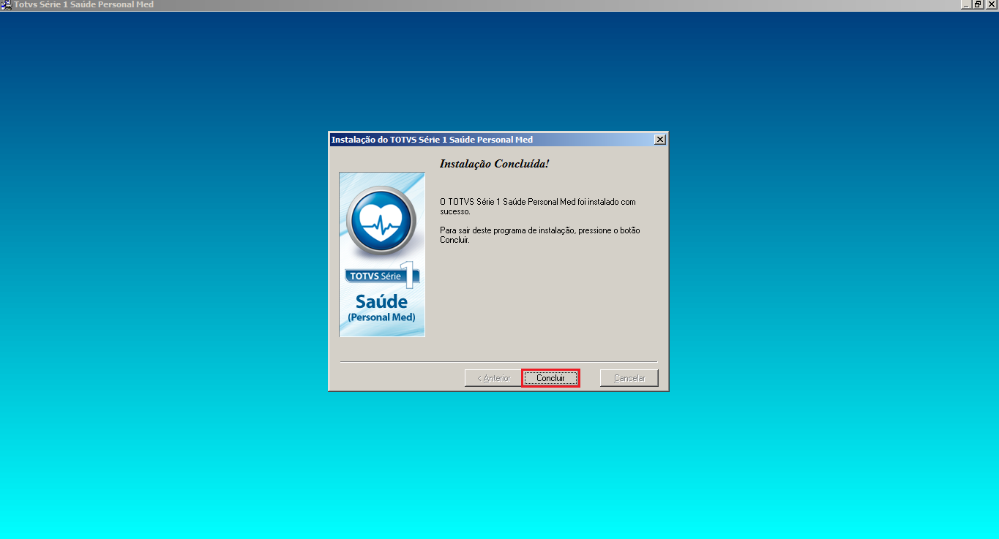 Totvs Série 1 Saúde Personal Med
Instalação do TOTVS Série 1 Saúde Personal Med
Instalação Concluída!
O TOTVS Série 1 Saúde Personal Med foi instalado com
sucesso.
Para sair deste programa de instalação, pressione o botão
Concluir.
TOTVS Série 1
Saúde
(Personal Med)
< Anterior
Concluir
Cancelar